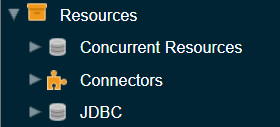 Resources
Concurrent Resources
Connectors
JDBC